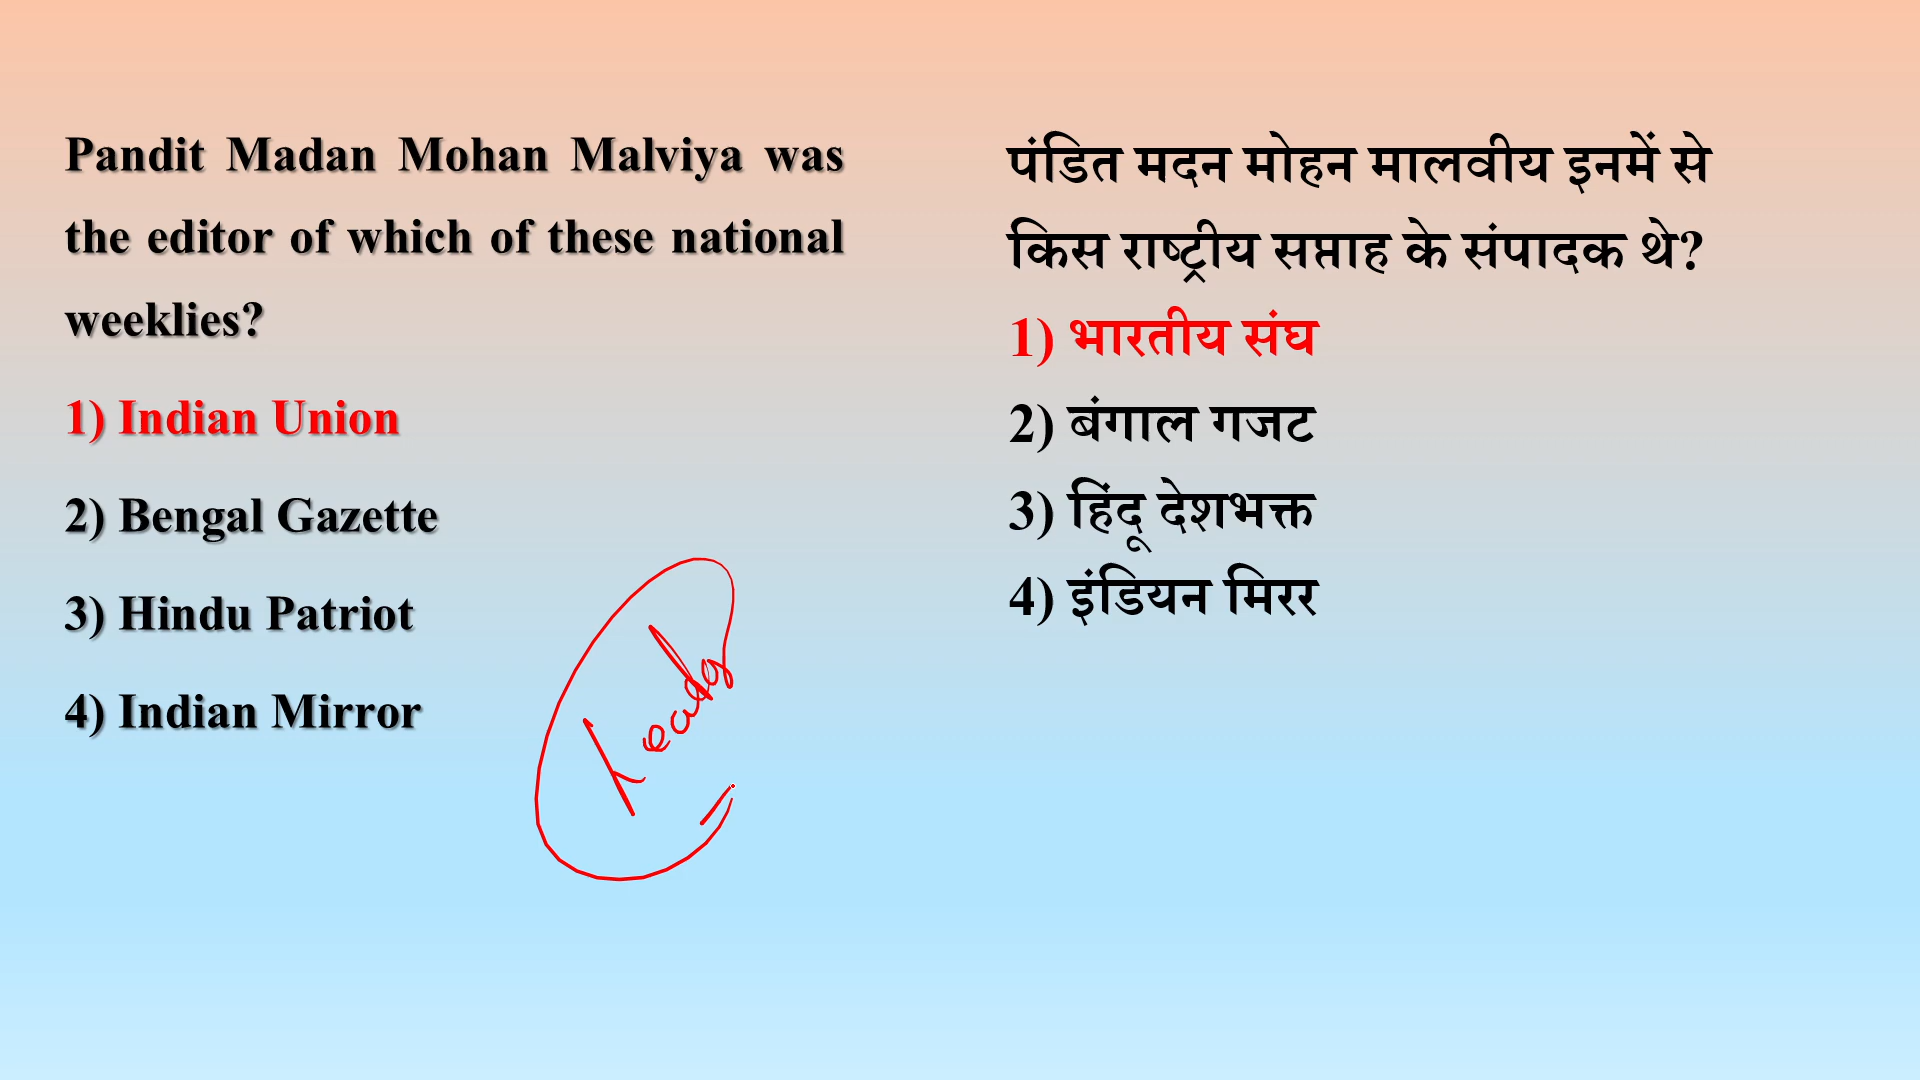 Pandit Madan Mohan Malviya was
the editor of which of these national
weeklies?
1) Indian Union
2) Bengal Gazette
3) Hindu Patriot
4) Indian Mirror
पंडित मदन मोहन मालवीय इनमें से
किस राष्ट्रीय सप्ताह के संपादक थे?
1) भारतीय संघ
2) बंगाल गजट
3) हिंदू देशभक्त
4) इंडियन मिरर